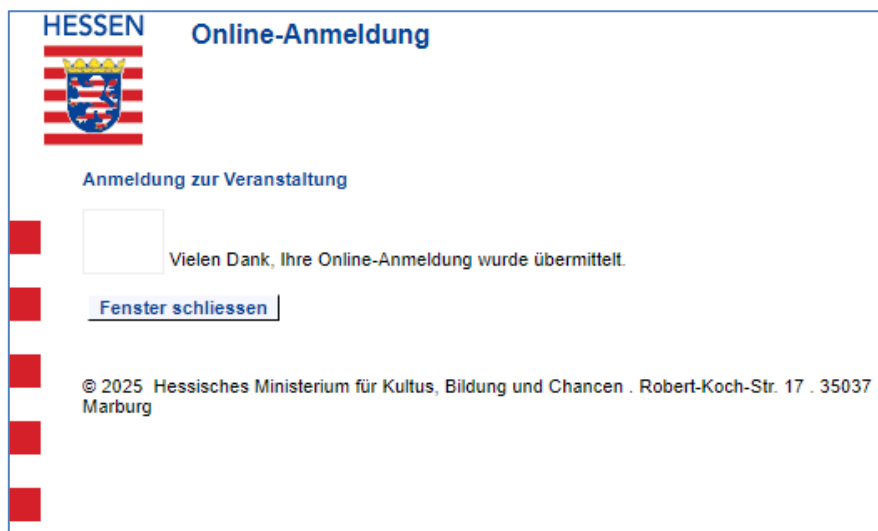 HESSEN
Online-Anmeldung
Anmeldung zur Veranstaltung
Vielen Dank, Ihre Online-Anmeldung wurde übermittelt.
Fenster schliessen
© 2025 Hessisches Ministerium für Kultus, Bildung und Chancen . Robert-Koch-Str. 17 . 35037
Marburg